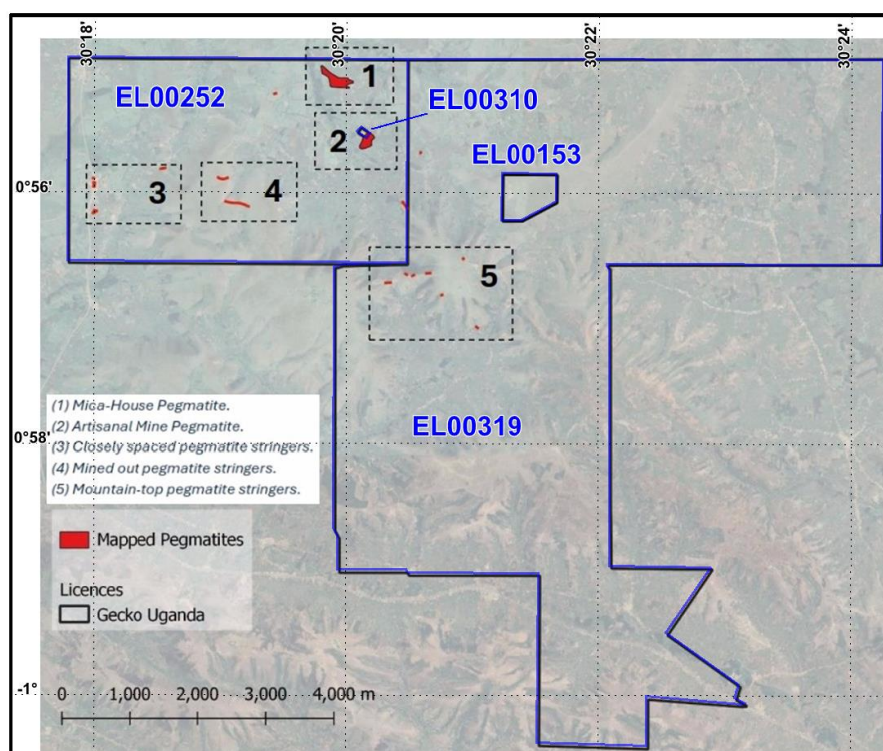 30°18'
30°20'
30°22'
30°24'
1
EL00252
EL00310
2
EL00153
0°56'
3
4
5
0°58'
EL00319
(1) Mica-House Pegmatite.
(2) Artisanal Mine Pegmatite.
(3) Closely spaced pegmatite stringers.
(4) Mined out pegmatite stringers.
(5) Mountain-top pegmatite stringers.
Mapped Pegmatites
Licences
Gecko Uganda
-1°
0 1,000 2,000 3,000 4,000 m